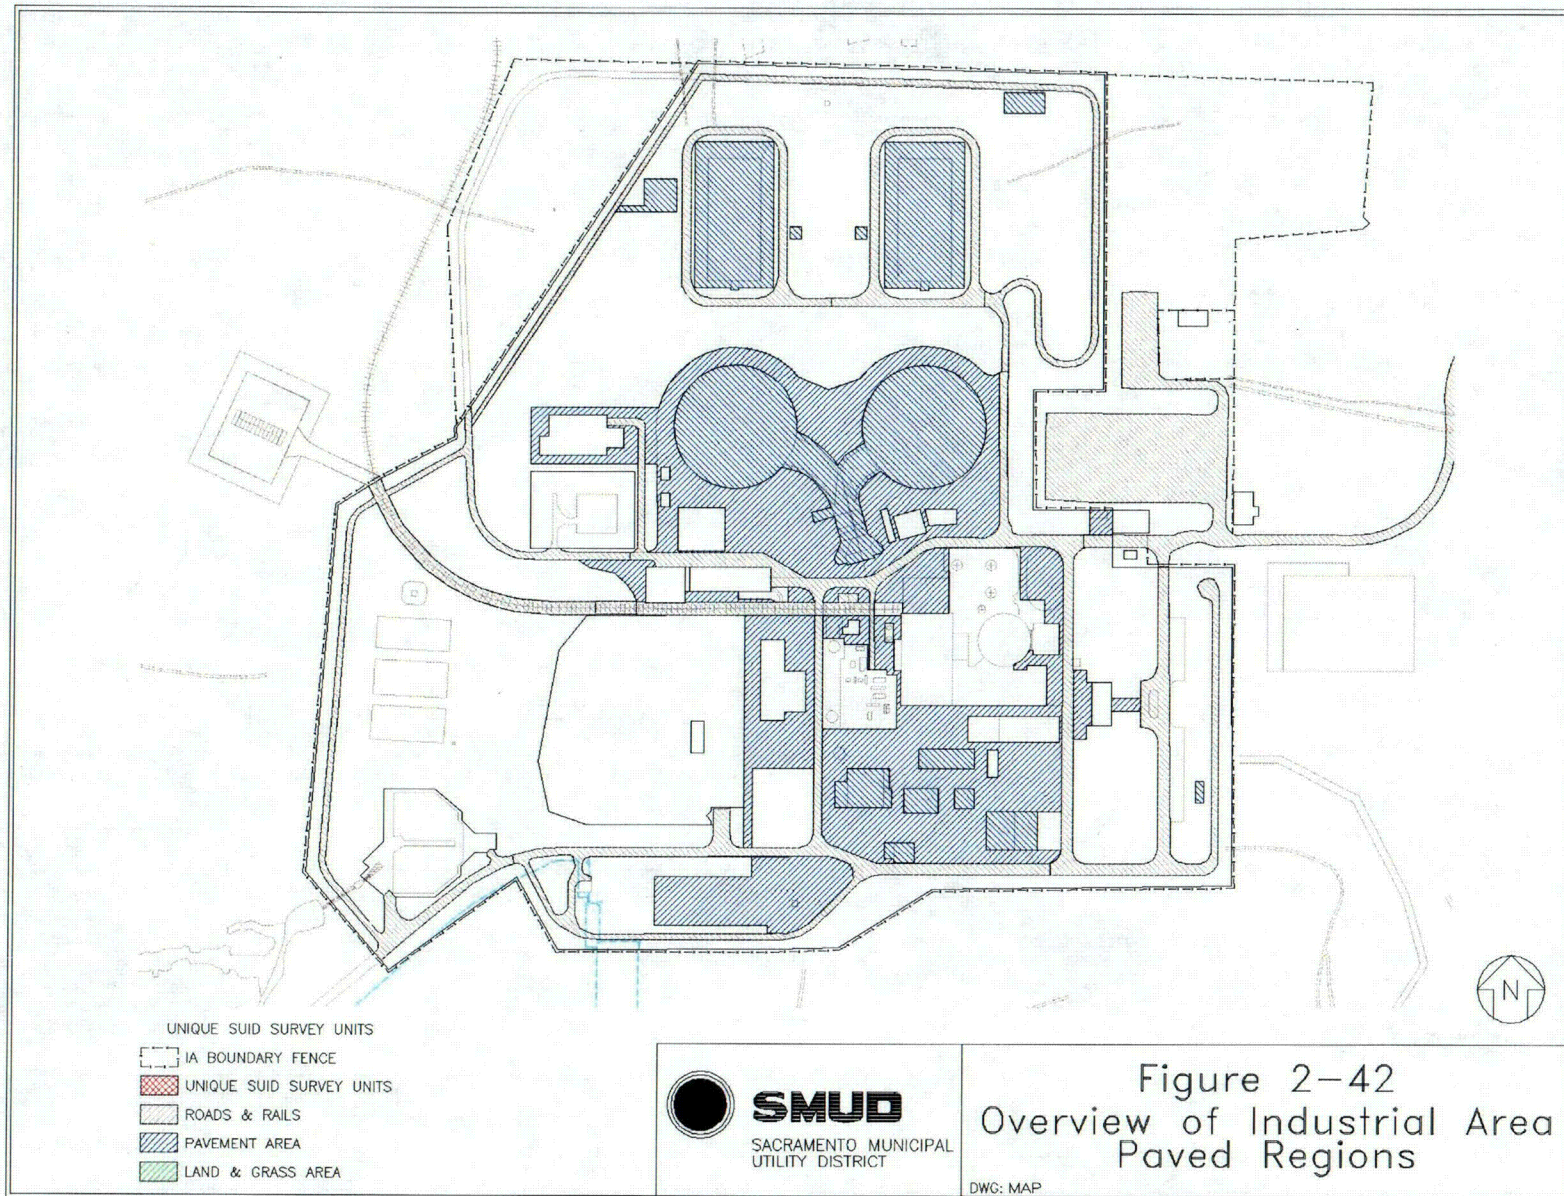 UNIQUE SUID SURVEY UNITS
IA BOUNDARY FENCE
UNIQUE SUID SURVEY UNITS
ROADS & RAILS
PAVEMENT AREA
LAND & GRASS AREA
SMUD
SACRAMENTO MUNICIPAL
UTILITY DISTRICT
Figure 2-42
Overview of Industrial Area
Paved Regions
DWG: MAP
N